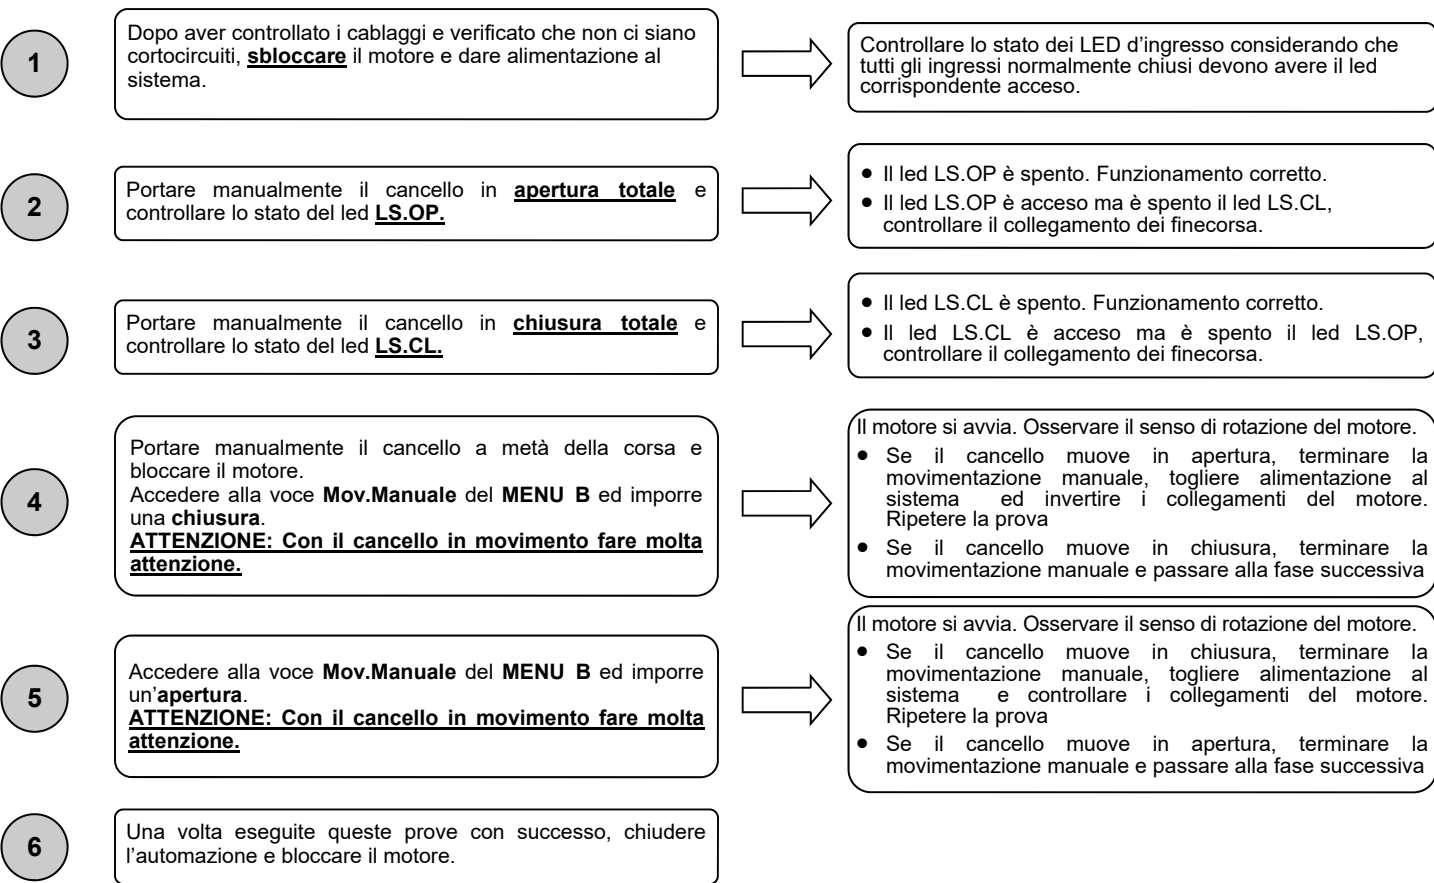 1
Dopo aver controllato i cablaggi e verificato che non ci siano
cortocircuiti, sbloccare il motore e dare alimentazione al
sistema.
Controllare lo stato dei LED d’ingresso considerando che
tutti gli ingressi normalmente chiusi devono avere il led
corrispondente acceso.
2
Portare manualmente il cancello in apertura totale e
controllare lo stato del led LS.OP.
● Il led LS.OP è spento. Funzionamento corretto.
● Il led LS.OP è acceso ma è spento il led LS.CL,
controllare il collegamento dei finecorsa.
3
Portare manualmente il cancello in chiusura totale e
controllare lo stato del led LS.CL.
● Il led LS.CL è spento. Funzionamento corretto.
● Il led LS.CL è acceso ma è spento il led LS.OP,
controllare il collegamento dei finecorsa.
4
Portare manualmente il cancello a metà della corsa e
bloccare il motore.
Accedere alla voce Mov.Manuale del MENU B ed imporre
una chiusura.
ATTENZIONE: Con il cancello in movimento fare molta
attenzione.
Il motore si avvia. Osservare il senso di rotazione del motore.
● Se il cancello muove in apertura, terminare la
movimentazione manuale, togliere alimentazione al
sistema ed invertire i collegamenti del motore.
Ripetere la prova
● Se il cancello muove in chiusura, terminare la
movimentazione manuale e passare alla fase successiva
5
Accedere alla voce Mov.Manuale del MENU B ed imporre
un’apertura.
ATTENZIONE: Con il cancello in movimento fare molta
attenzione.
Il motore si avvia. Osservare il senso di rotazione del motore.
● Se il cancello muove in chiusura, terminare la
movimentazione manuale, togliere alimentazione al
sistema e controllare i collegamenti del motore.
Ripetere la prova
● Se il cancello muove in apertura, terminare la
movimentazione manuale e passare alla fase successiva
6
Una volta eseguite queste prove con successo, chiudere
l’automazione e bloccare il motore.